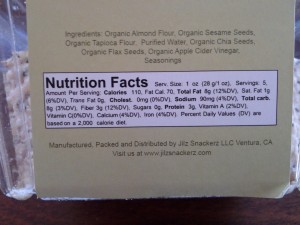 Ingredients: Organic Almond Flour, Organic Sesame Seeds,
Organic Tapioca Flour, Purified Water, Organic Chia Seeds,
Organic Flax Seeds, Organic Apple Cider Vinegar,
Seasonings
Nutrition Facts Serv. Size: 1 oz (28 g/1 oz), Servings: 5,
Amount Per Serving: Calories 110, Fat Cal. 70, Total Fat 8g (12%DV), Sat. Fat 1g
(6%DV), Trans Fat 0g, Cholest. 0mg (0%DV), Sodium 90mg (4%DV), Total carb.
8g (3%DV), Fiber 3g (12%DV), Sugars 0g, Protein 3g, Vitamin A (2%DV),
Vitamin C(0%DV), Calcium (4%DV), Iron (4%DV). Percent Daily Values (DV) are
based on a 2,000 calorie diet.
Manufactured, Packed and Distributed by Jilz Snackerz LLC Ventura, CA
Visit us at www.jilzsnackerz.com